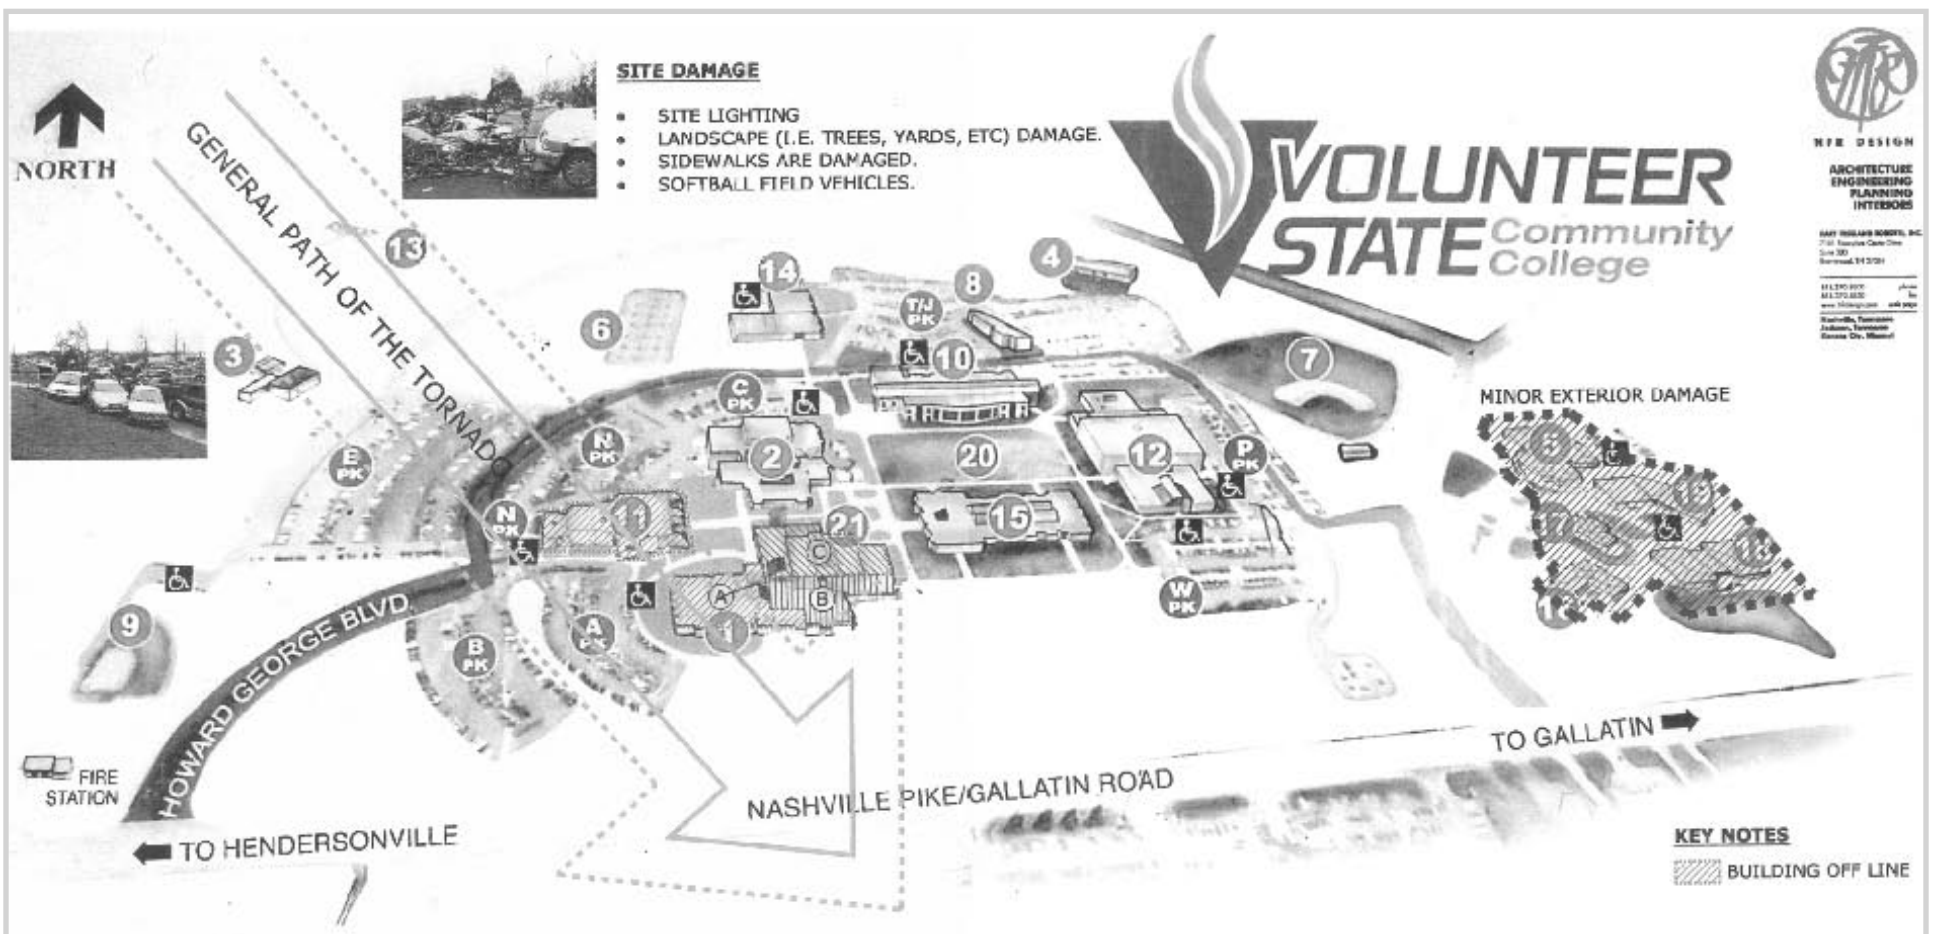 NORTH
GENERAL PATH OF THE TORNADO
SITE DAMAGE
• SITE LIGHTING
• LANDSCAPE (I.E. TREES, YARDS, ETC) DAMAGE.
• SIDEWALKS ARE DAMAGED.
• SOFTBALL FIELD VEHICLES.
VOLUNTEER
STATE Community
College
DESIGN
ARCHITECTURE
ENGINEERING
PLANNING
INTERIORS
13
14
8
4
T/J
PK
6
3
10
7
C
PK
MINOR EXTERIOR DAMAGE
E
PK
N
PK
2
20
12
P
PK
N
PK
11
21
15
C
A
B
W
PK
9
HOWARD GEORGE BLVD.
B
PK
A
PK
1
FIRE
STATION
NASHVILLE PIKE/GALLATIN ROAD
TO GALLATIN
TO HENDERSONVILLE
KEY NOTES
BUILDING OFF LINE